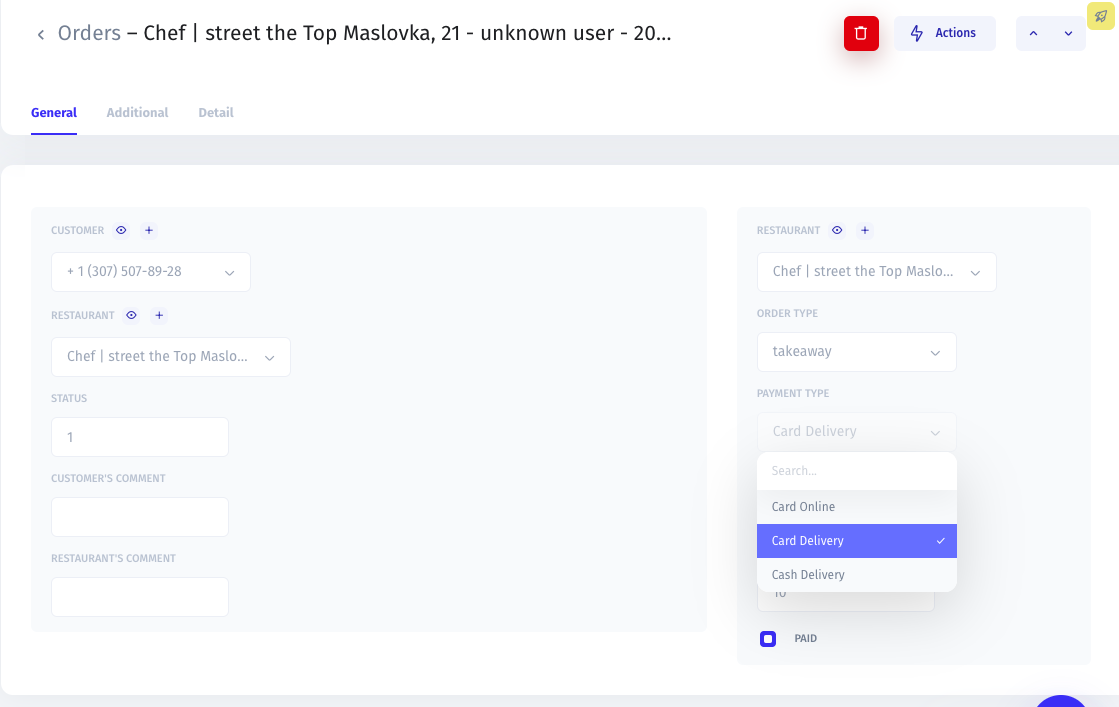 Orders – Chef | street the Top Maslovka, 21 - unknown user - 20...
Actions
General Additional Detail
CUSTOMER
+ 1 (307) 507-89-28
RESTAURANT
Chef | street the Top Maslo...
STATUS
1
CUSTOMER'S COMMENT
RESTAURANT'S COMMENT
RESTAURANT
Chef | street the Top Maslo...
ORDER TYPE
takeaway
PAYMENT TYPE
Card Delivery
Search...
Card Online
Card Delivery
Cash Delivery
10
PAID